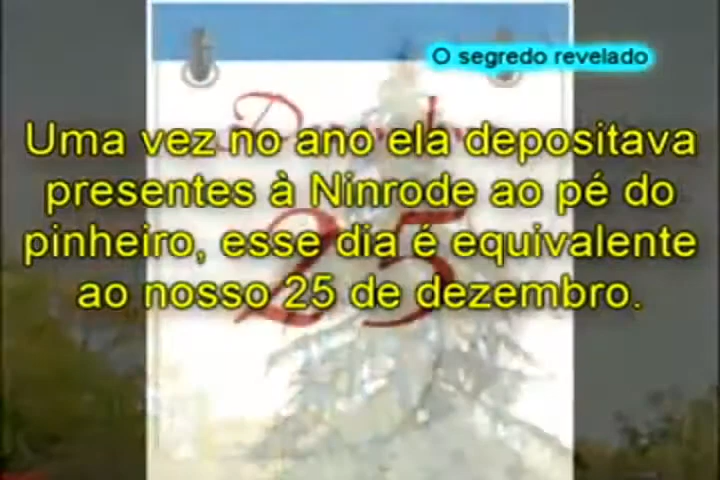 O segredo revelado
Uma vez no ano ela depositava
presentes à Ninrode ao pé do
pinheiro, esse dia é equivalente
ao nosso 25 de dezembro.
25